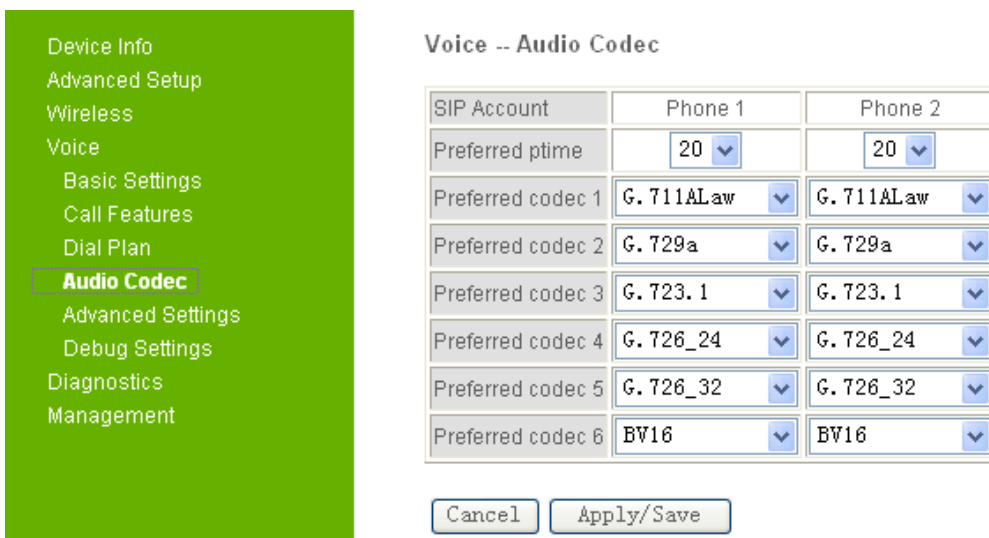 Device Info
Advanced Setup
Wireless
Voice
Basic Settings
Call Features
Dial Plan
Audio Codec
Advanced Settings
Debug Settings
Diagnostics
Management
Voice -- Audio Codec
SIP Account Phone 1 Phone 2
Preferred ptime 20 20
Preferred codec 1 G.711ALaw G.711ALaw
Preferred codec 2 G.729a G.729a
Preferred codec 3 G.723.1 G.723.1
Preferred codec 4 G.726_24 G.726_24
Preferred codec 5 G.726_32 G.726_32
Preferred codec 6 BV16 BV16
Cancel Apply/Save